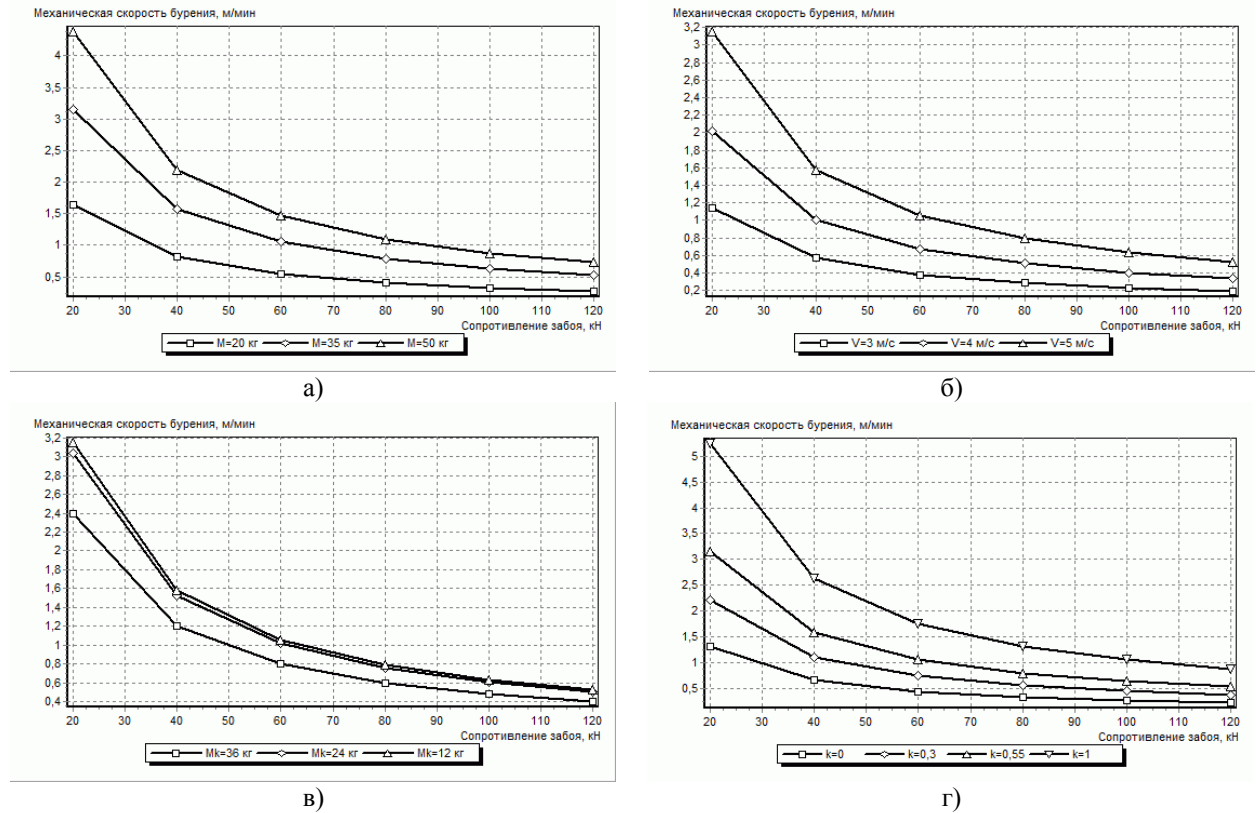 Механическая скорость бурения, м/мин
4
3,5
3
2,5
2
1,5
1
0,5
20 30 40 50 60 70 80 90 100 110 120
Сопротивление забоя, кН
М=20 кг М=35 кг М=50 кг
а)
Механическая скорость бурения, м/мин
3,2
3
2,8
2,6
2,4
2,2
2
1,8
1,6
1,4
1,2
1
0,8
0,6
0,4
0,2
20 30 40 50 60 70 80 90 100 110 120
Сопротивление забоя, кН
V=3 м/с V=4 м/с V=5 м/с
б)
Механическая скорость бурения, м/мин
3,2
3
2,8
2,6
2,4
2,2
2
1,8
1,6
1,4
1,2
1
0,8
0,6
0,4
20 30 40 50 60 70 80 90 100 110 120
Сопротивление забоя, кН
Mk=36 кг Mk=24 кг Mk=12 кг
в)
Механическая скорость бурения, м/мин
5
4,5
4
3,5
3
2,5
2
1,5
1
0,5
20 30 40 50 60 70 80 90 100 110 120
Сопротивление забоя, кН
k=0 k=0,3 k=0,55 k=1
г)